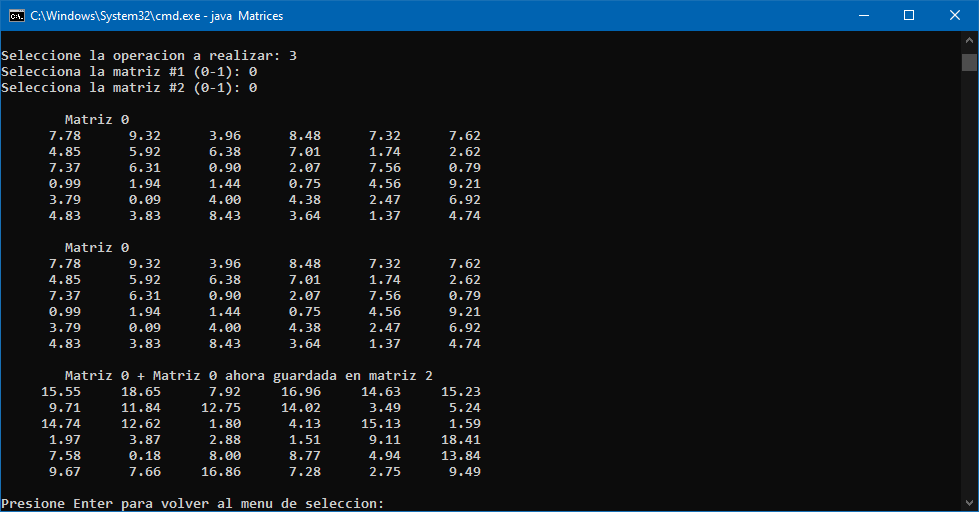 C:\Windows\System32\cmd.exe - java  Matrices
Seleccione la operacion a realizar: 3
Selecciona la matriz #1 (0-1): 0
Selecciona la matriz #2 (0-1): 0
Matriz 0
7.78 9.32 3.96 8.48 7.32 7.62
4.85 5.92 6.38 7.01 1.74 2.62
7.37 6.31 0.90 2.07 7.56 0.79
0.99 1.94 1.44 0.75 4.56 9.21
3.79 0.09 4.00 4.38 2.47 6.92
4.83 3.83 8.43 3.64 1.37 4.74
Matriz 0
7.78 9.32 3.96 8.48 7.32 7.62
4.85 5.92 6.38 7.01 1.74 2.62
7.37 6.31 0.90 2.07 7.56 0.79
0.99 1.94 1.44 0.75 4.56 9.21
3.79 0.09 4.00 4.38 2.47 6.92
4.83 3.83 8.43 3.64 1.37 4.74
Matriz 0 + Matriz 0 ahora guardada en matriz 2
15.55 18.65 7.92 16.96 14.63 15.23
9.71 11.84 12.75 14.02 3.49 5.24
14.74 12.62 1.80 4.13 15.13 1.59
1.97 3.87 2.88 1.51 9.11 18.41
7.58 0.18 8.00 8.77 4.94 13.84
9.67 7.66 16.86 7.28 2.75 9.49
Presione Enter para volver al menu de seleccion: